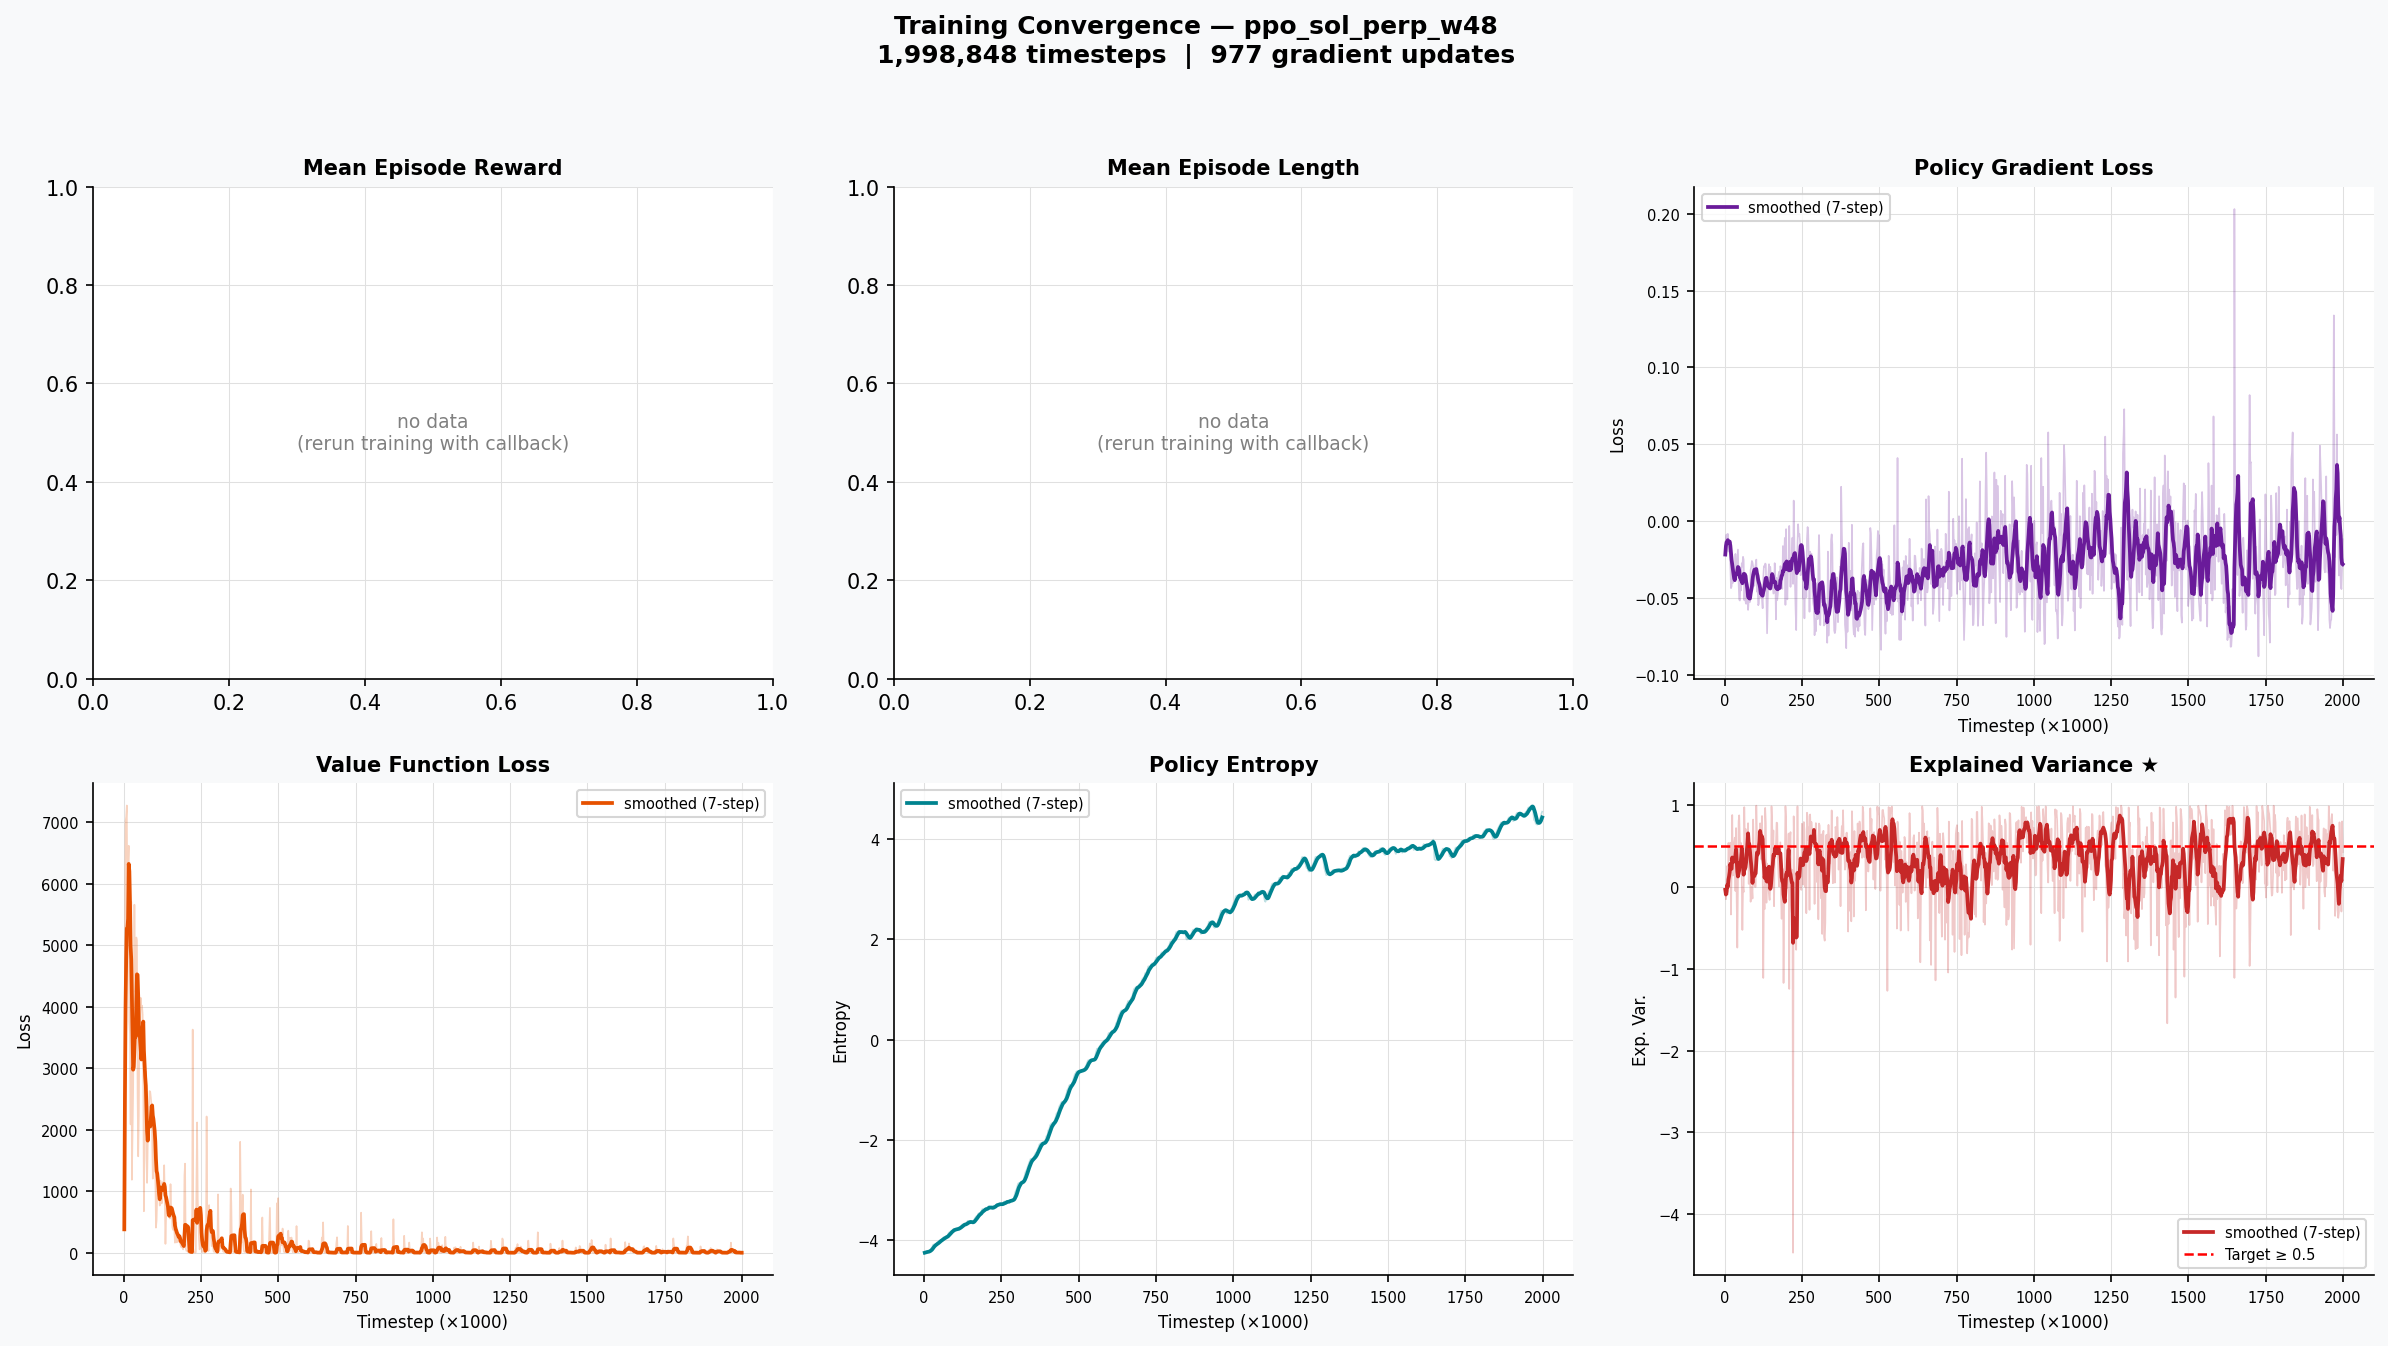 Training Convergence — ppo_sol_perp_w48
1,998,848 timesteps | 977 gradient updates
Mean Episode Reward
1.0
0.8
0.6
0.4
0.2
0.0
no data
(rerun training with callback)
0.0 0.2 0.4 0.6 0.8 1.0
Mean Episode Length
1.0
0.8
0.6
0.4
0.2
0.0
no data
(rerun training with callback)
0.0 0.2 0.4 0.6 0.8 1.0
Policy Gradient Loss
smoothed (7-step)
Loss
0.20
0.15
0.10
0.05
0.00
−0.05
−0.10
0 250 500 750 1000 1250 1500 1750 2000
Timestep (×1000)
Value Function Loss
smoothed (7-step)
Loss
7000
6000
5000
4000
3000
2000
1000
0
0 250 500 750 1000 1250 1500 1750 2000
Timestep (×1000)
Policy Entropy
smoothed (7-step)
Entropy
4
2
0
−2
−4
0 250 500 750 1000 1250 1500 1750 2000
Timestep (×1000)
Explained Variance ★
Exp. Var.
1
0
−1
−2
−3
−4
smoothed (7-step)
Target ≥ 0.5
0 250 500 750 1000 1250 1500 1750 2000
Timestep (×1000)